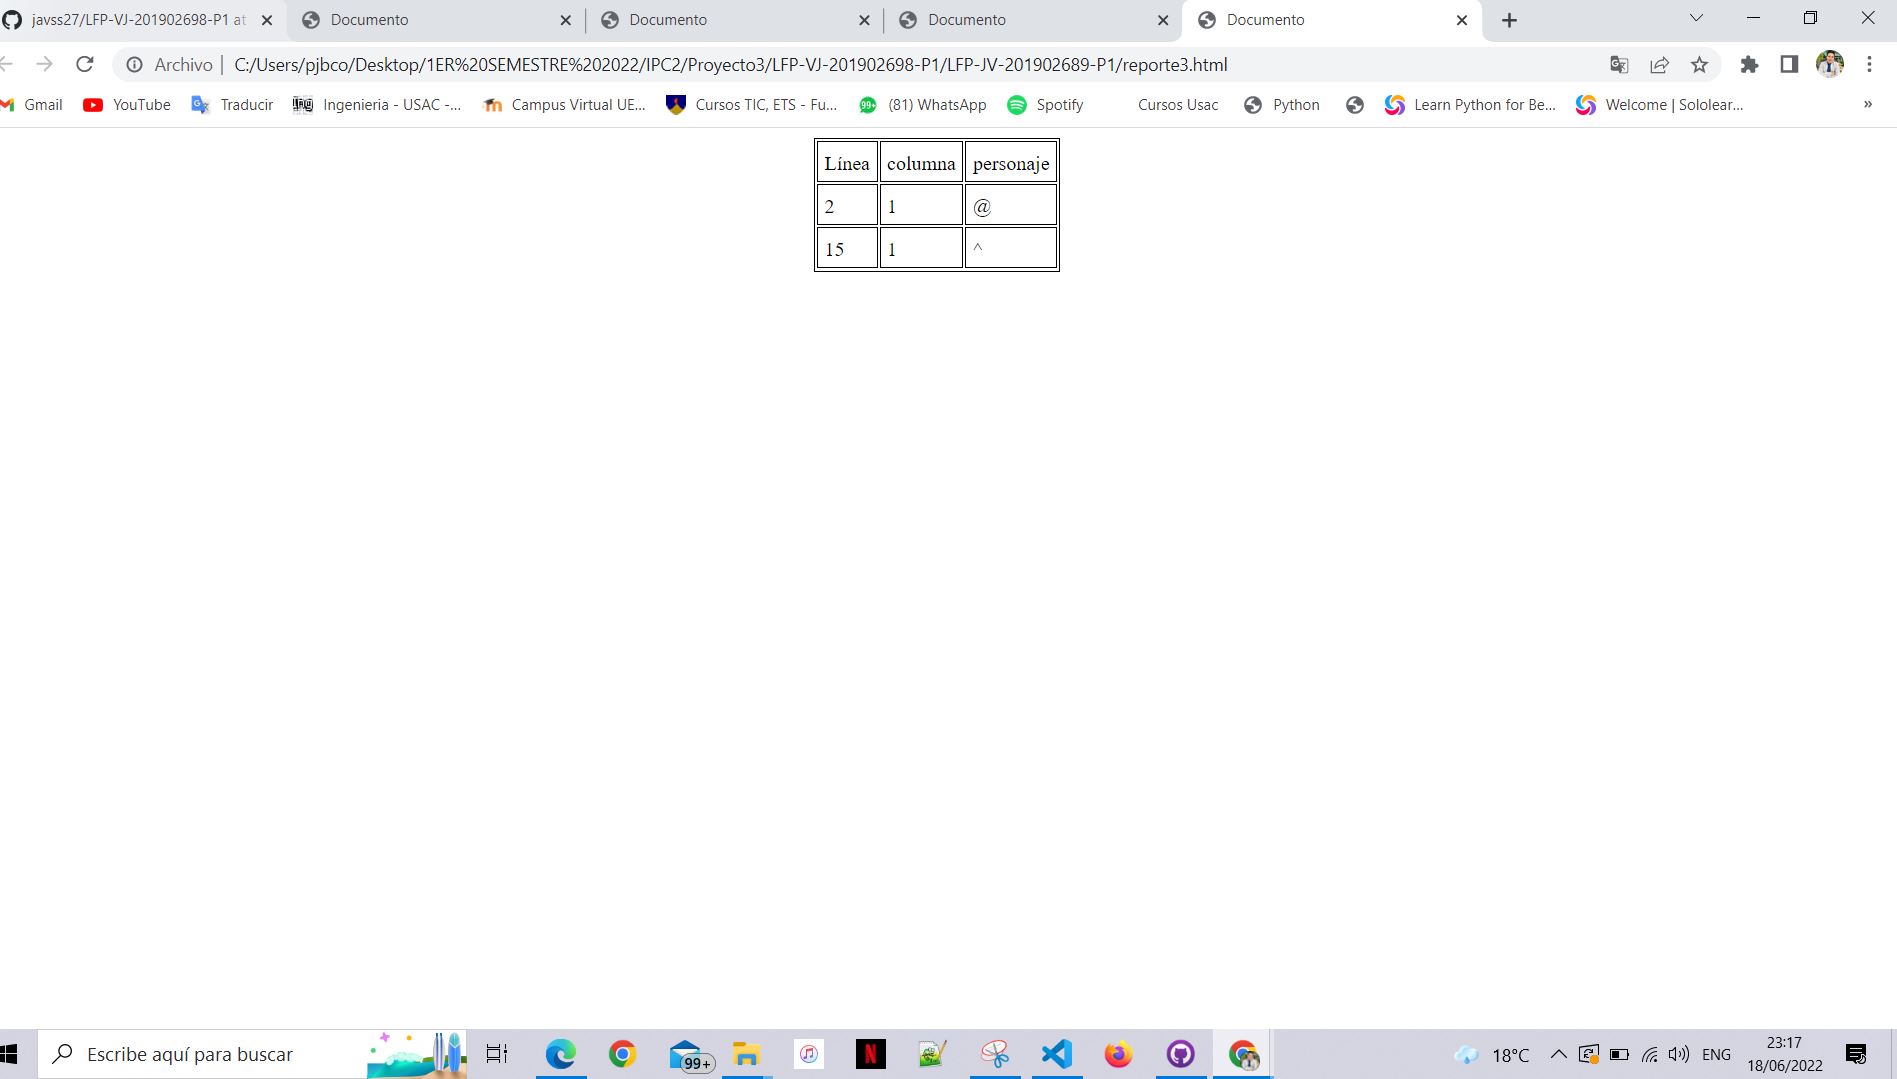 javss27/LFP-VJ-201902698-P1 at
Documento
Documento
Documento
Documento
Archivo C:/Users/pjbco/Desktop/1ER%20SEMESTRE%202022/IPC2/Proyecto3/LFP-VJ-201902698-P1/LFP-JV-201902689-P1/reporte3.html
Gmail YouTube Traducir Ingenieria - USAC -... Campus Virtual UE... Cursos TIC, ETS - Fu... 99+ (81) WhatsApp Spotify Cursos Usac Python Learn Python for Be... Welcome | Sololear... »
Línea columna personaje
2 1 @
15 1 ^
Escribe aquí para buscar
99+
18°C ENG
23:17
18/06/2022